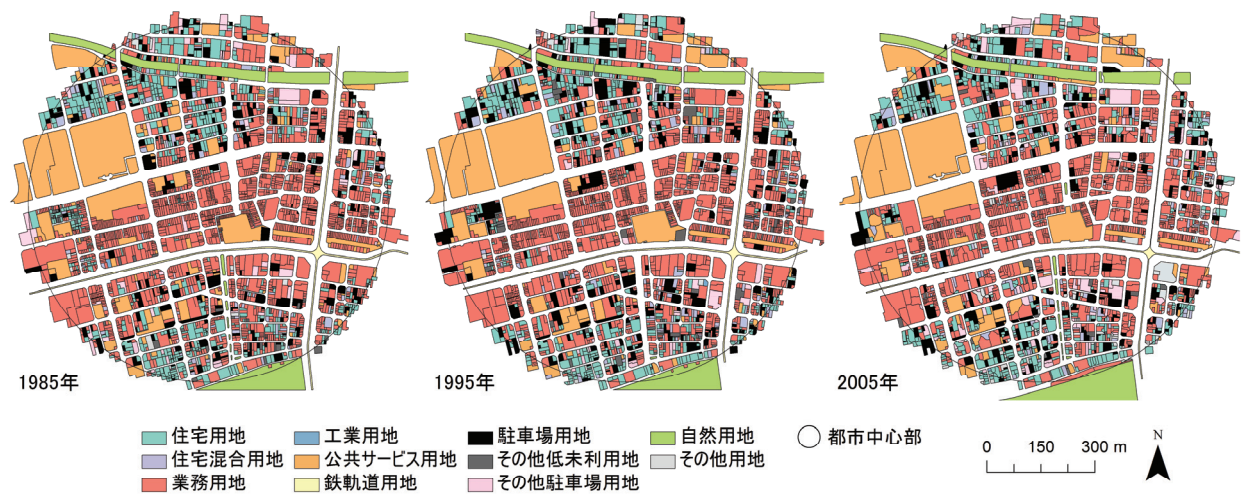 1985年
1995年
2005年
住宅用地
工業用地
駐車場用地
自然用地
都市中心部
住宅混合用地
公共サービス用地
その他低未利用地
その他用地
業務用地
鉄軌道用地
その他駐車場用地
0 150 300 m
N